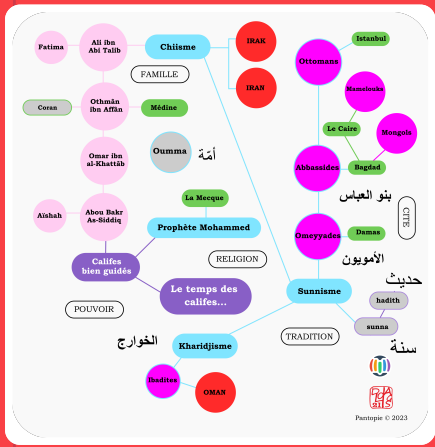 Fatima
Ali ibn
Abi Talib
Chiisme
IRAK
IRAN
FAMILLE
Coran
Othmân
ibn Affân
Mèdine
Omar ibn
al-Khattâb
Oumma
أمّة
Aïshah
Abou Bakr
As-Siddiq
La Mecque
Prophète Mohammed
Califes
bien guidés
RELIGION
Le temps des
califes...
POUVOIR
Istanbul
Ottomans
Mamalouks
Le Caire
Mongols
Abbassides
Bagdad
بنو العباس
CITE
Omeyyades
Damas
الأمويون
Sunnisme
حديث
hadith
sunna
سنة
TRADITION
الخوارج
Kharidjisme
Ibadites
OMAN
Pantopie © 2023